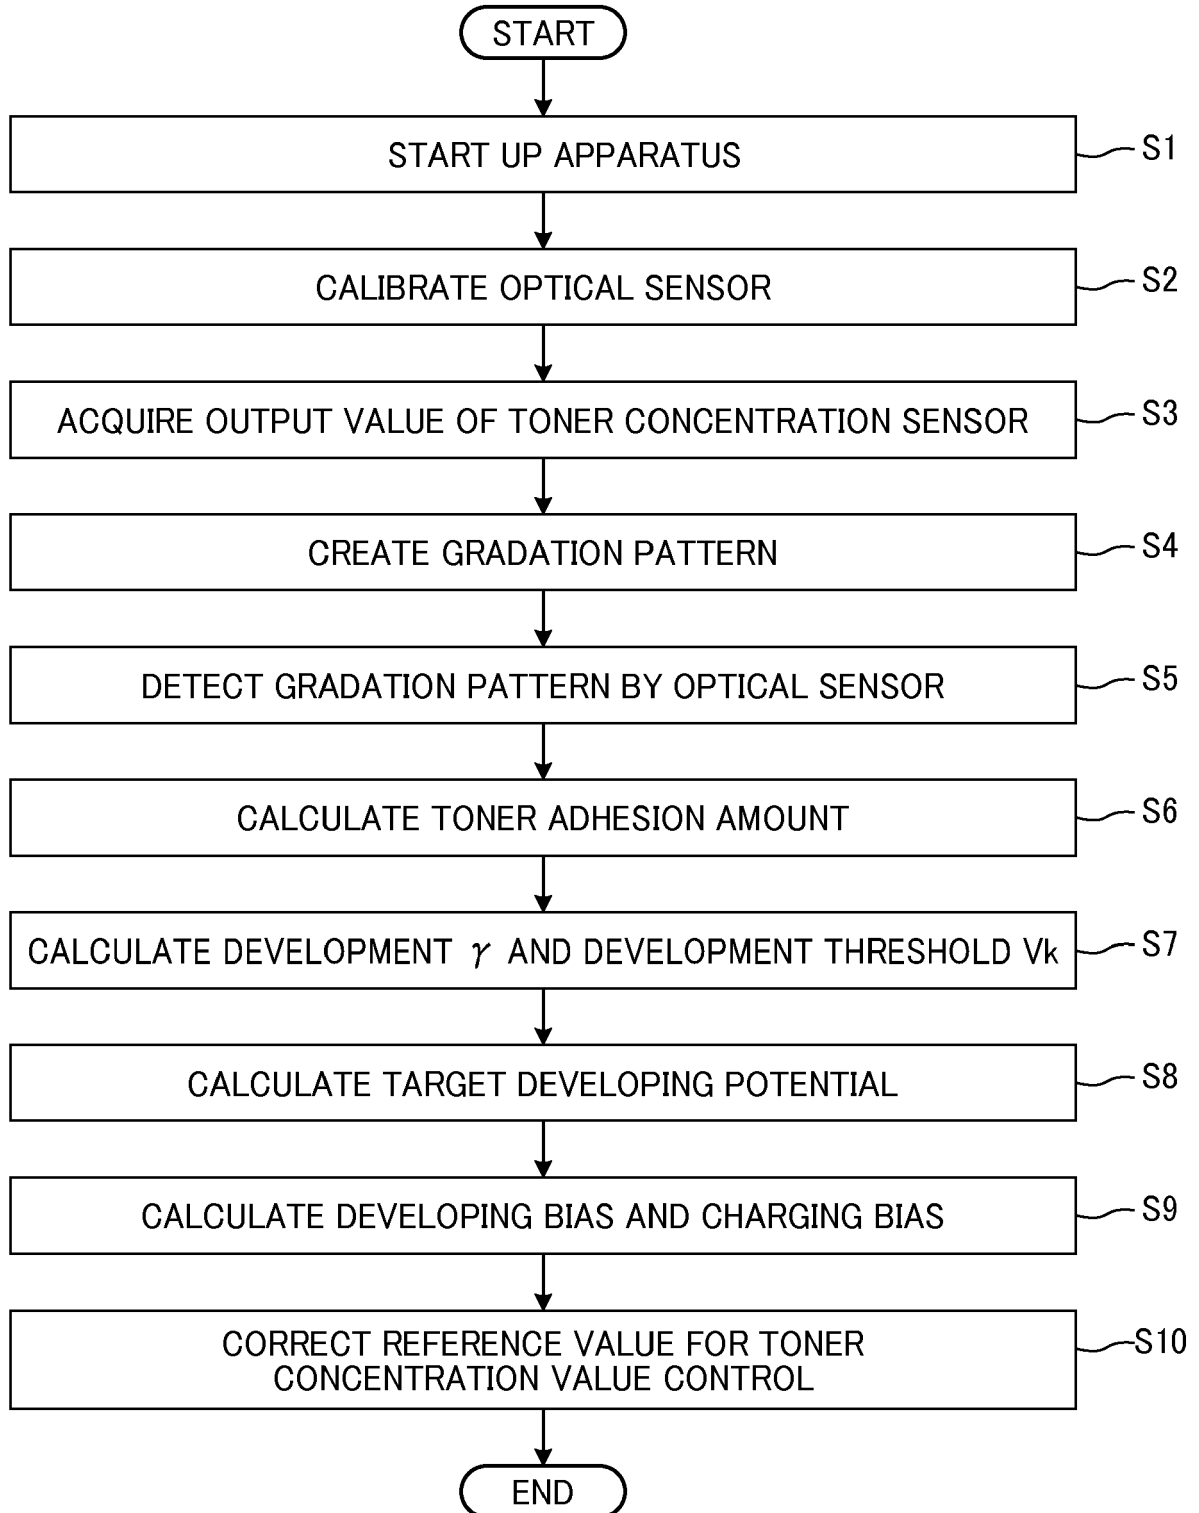 START
START UP APPARATUS
S1
CALIBRATE OPTICAL SENSOR
S2
ACQUIRE OUTPUT VALUE OF TONER CONCENTRATION SENSOR
S3
CREATE GRADATION PATTERN
S4
DETECT GRADATION PATTERN BY OPTICAL SENSOR
S5
CALCULATE TONER ADHESION AMOUNT
S6
CALCULATE DEVELOPMENT γ AND DEVELOPMENT THRESHOLD Vk
S7
CALCULATE TARGET DEVELOPING POTENTIAL
S8
CALCULATE DEVELOPING BIAS AND CHARGING BIAS
S9
CORRECT REFERENCE VALUE FOR TONER
CONCENTRATION VALUE CONTROL
S10
END